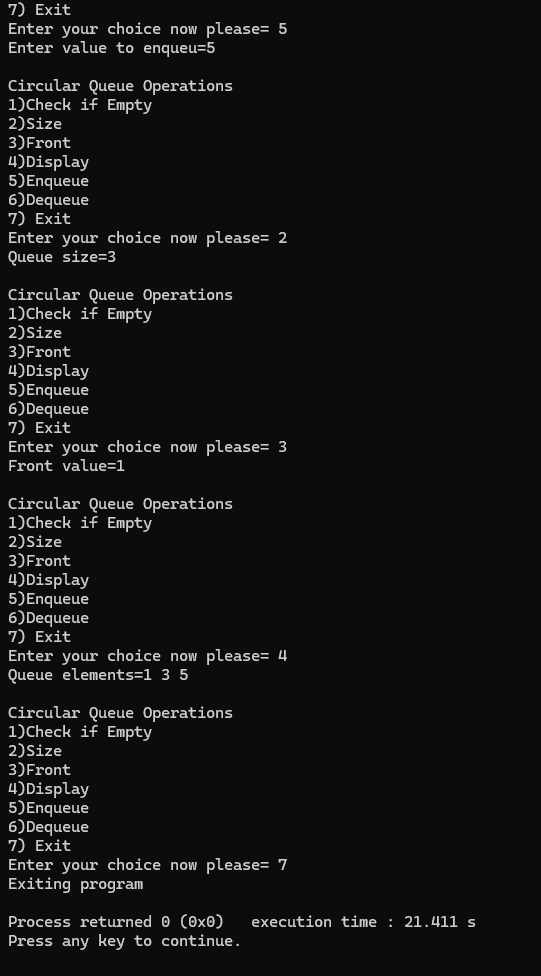 7) Exit
Enter your choice now please= 5
Enter value to enqueu=5
Circular Queue Operations
1)Check if Empty
2)Size
3)Front
4)Display
5)Enqueue
6)Dequeue
7) Exit
Enter your choice now please= 2
Queue size=3
Circular Queue Operations
1)Check if Empty
2)Size
3)Front
4)Display
5)Enqueue
6)Dequeue
7) Exit
Enter your choice now please= 3
Front value=1
Circular Queue Operations
1)Check if Empty
2)Size
3)Front
4)Display
5)Enqueue
6)Dequeue
7) Exit
Enter your choice now please= 4
Queue elements=1 3 5
Circular Queue Operations
1)Check if Empty
2)Size
3)Front
4)Display
5)Enqueue
6)Dequeue
7) Exit
Enter your choice now please= 7
Exiting program
Process returned 0 (0x0)   execution time : 21.411 s
Press any key to continue.